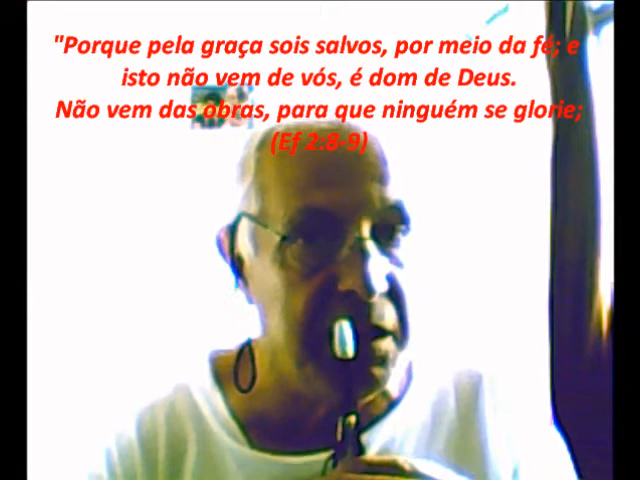 "Porque pela graça sois salvos, por meio da fé; e
isto não vem de vós, é dom de Deus.
Não vem das obras, para que ninguém se glorie;
(Ef 2:8-9)